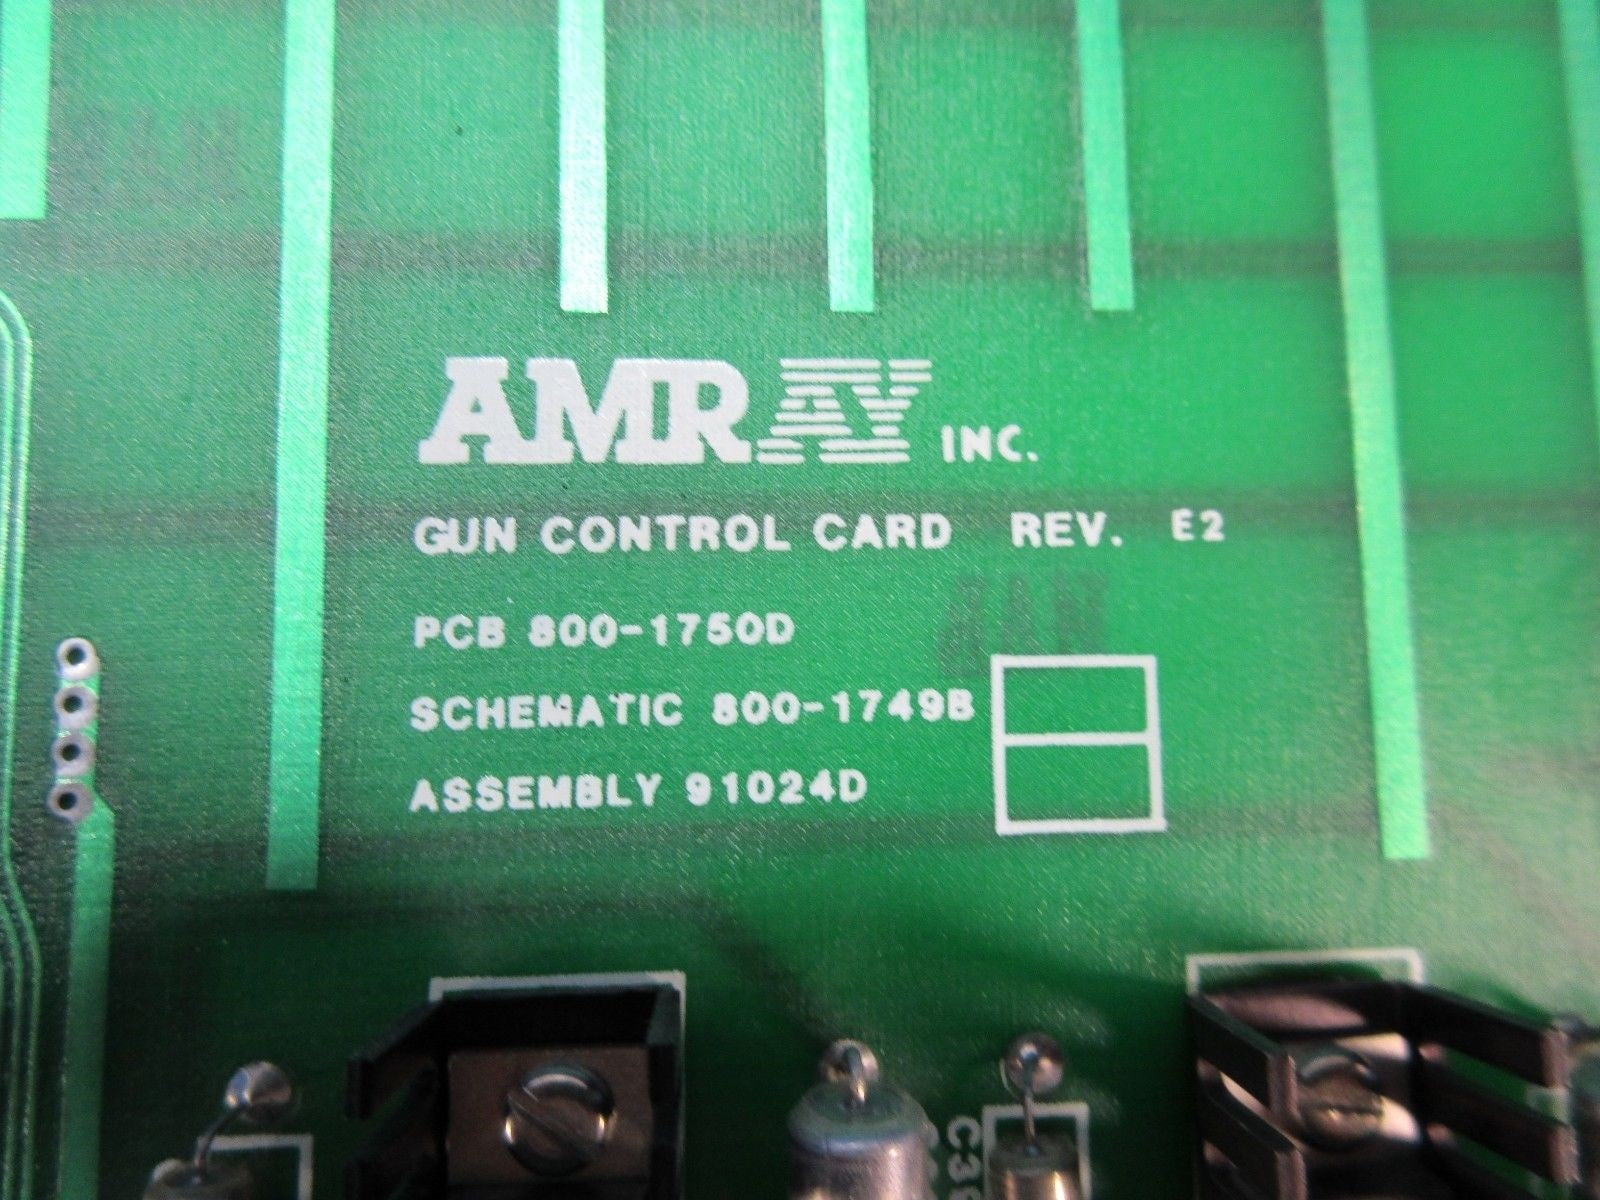 AMRAY INC.
GUN CONTROL CARD REV. E2
PCB 800-1750D
SCHEMATIC 800-1749B
ASSEMBLY 91024D